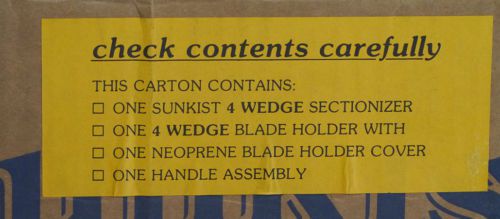 check contents carefully
THIS CARTON CONTAINS:
☐ ONE SUNKIST 4 WEDGE SECTIONIZER
☐ ONE 4 WEDGE BLADE HOLDER WITH
☐ ONE NEOPRENE BLADE HOLDER COVER
☐ ONE HANDLE ASSEMBLY